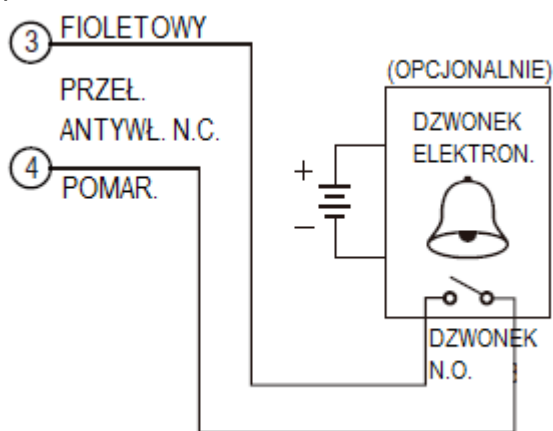 3 FIOLETOWY
PRZEŁ.
ANTYWŁ. N.C.
4
POMAR.
(OPCJONALNIE)
DZWONEK
ELEKTRON.
+
–
DZWONEK
N.O.